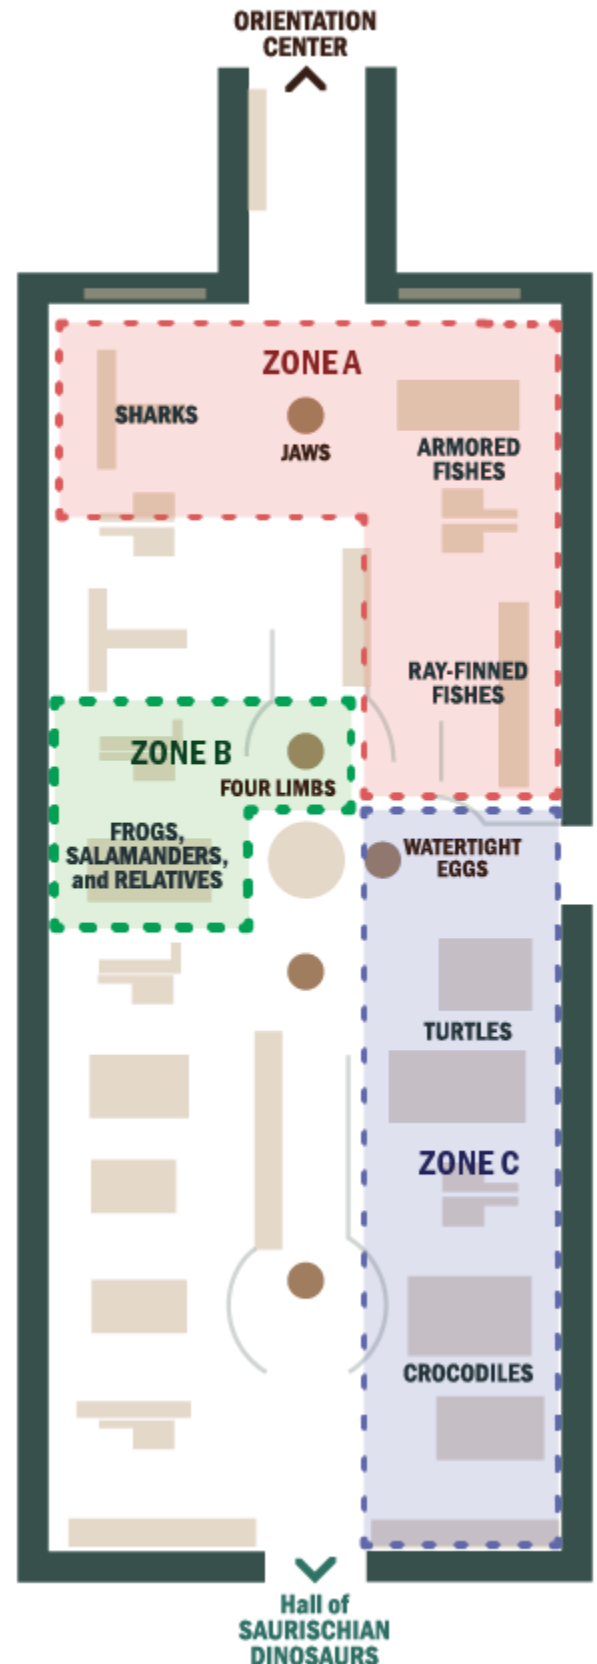 ORIENTATION
CENTER
ZONE A
SHARKS
JAWS
ARMORED
FISHES
RAY-FINNED
FISHES
ZONE B
FOUR LIMBS
FROGS,
SALAMANDERS,
and RELATIVES
WATERTIGHT
EGGS
TURTLES
ZONE C
CROCODILES
Hall of
SAURISCHIAN
DINOSAURS